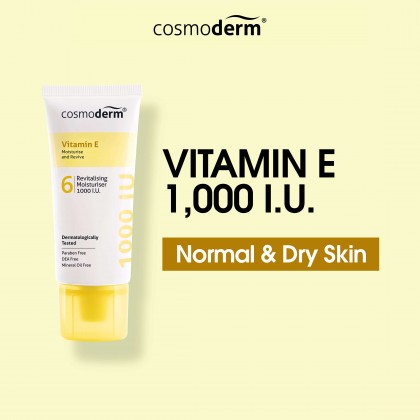 cosmoderm®
cosmoderm®
Vitamin E
Moisturise
and Revive
6 Revitalising
Moisturiser
1000 I.U.
1000 IU
Dermatologically
Tested
Paraben Free
DEA Free
Mineral Oil Free
VITAMIN E
1,000 I.U.
Normal & Dry Skin